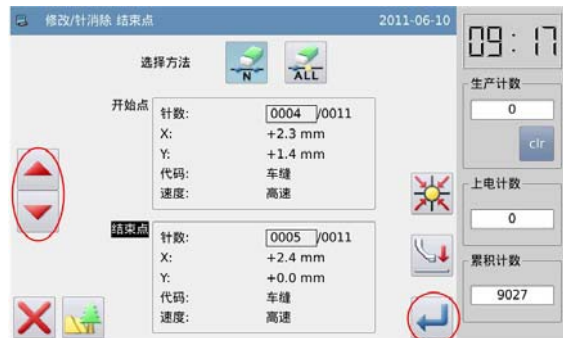 修改/针消除 结束点 2011-06-10
09:17
选择方法 N ALL
生产计数
0
clr
开始点
针数: 0004 /0011
X: +2.3 mm
Y: +1.4 mm
代码: 车缝
速度: 高速
上电计数
0
结束点
针数: 0005 /0011
X: +2.4 mm
Y: +0.0 mm
代码: 车缝
速度: 高速
累积计数
9027